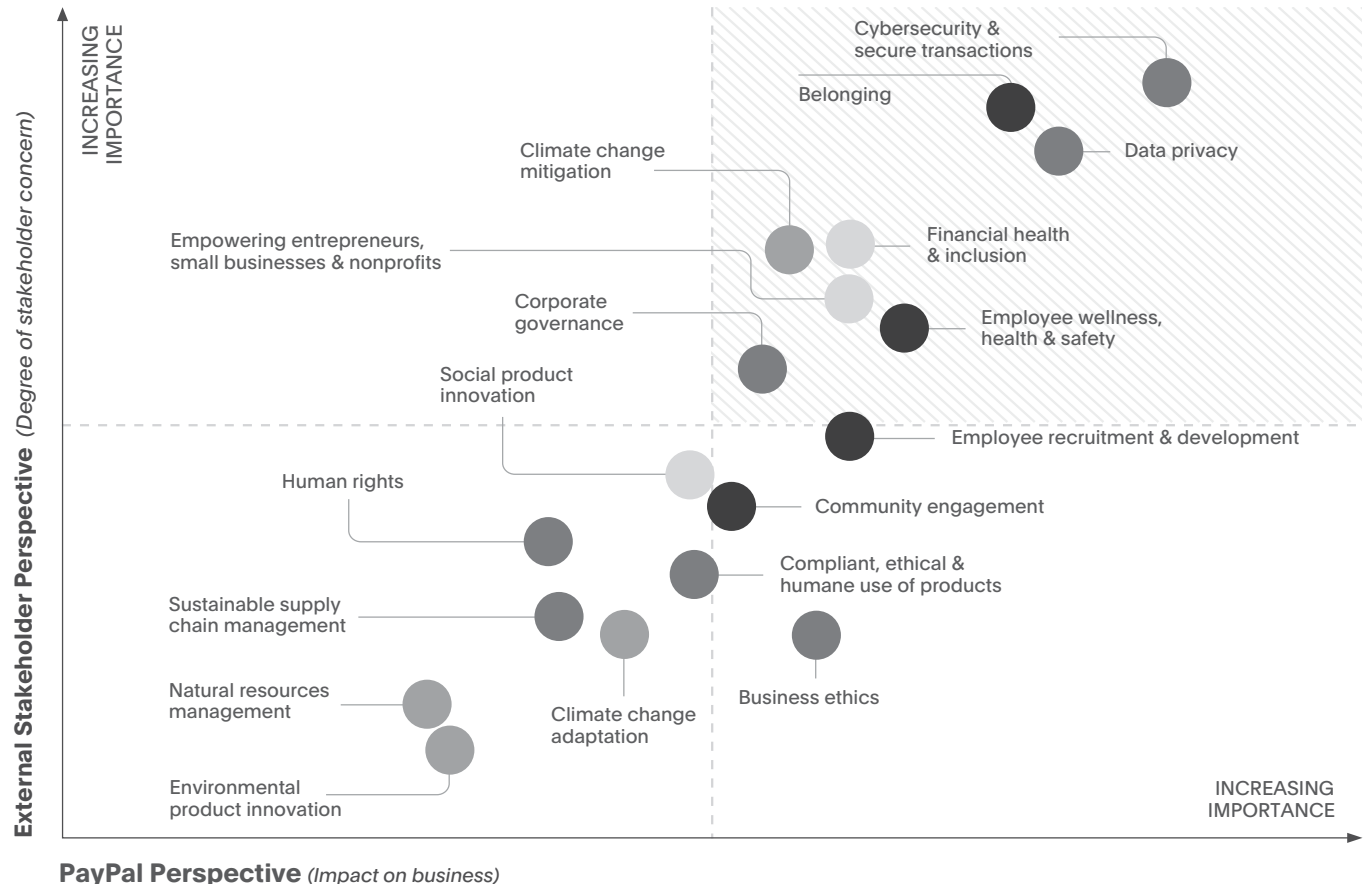 INCREASING
IMPORTANCE
Cybersecurity &
secure transactions
Belonging
Data privacy
Climate change
mitigation
Empowering entrepreneurs,
small businesses & nonprofits
Financial health
& inclusion
Corporate
governance
Employee wellness,
health & safety
Social product
innovation
Employee recruitment & development
Human rights
Community engagement
Compliant, ethical &
humane use of products
Sustainable supply
chain management
Natural resources
management
Climate change
adaptation
Business ethics
Environmental
product innovation
INCREASING
IMPORTANCE
External Stakeholder Perspective (Degree of stakeholder concern)
PayPal Perspective (Impact on business)